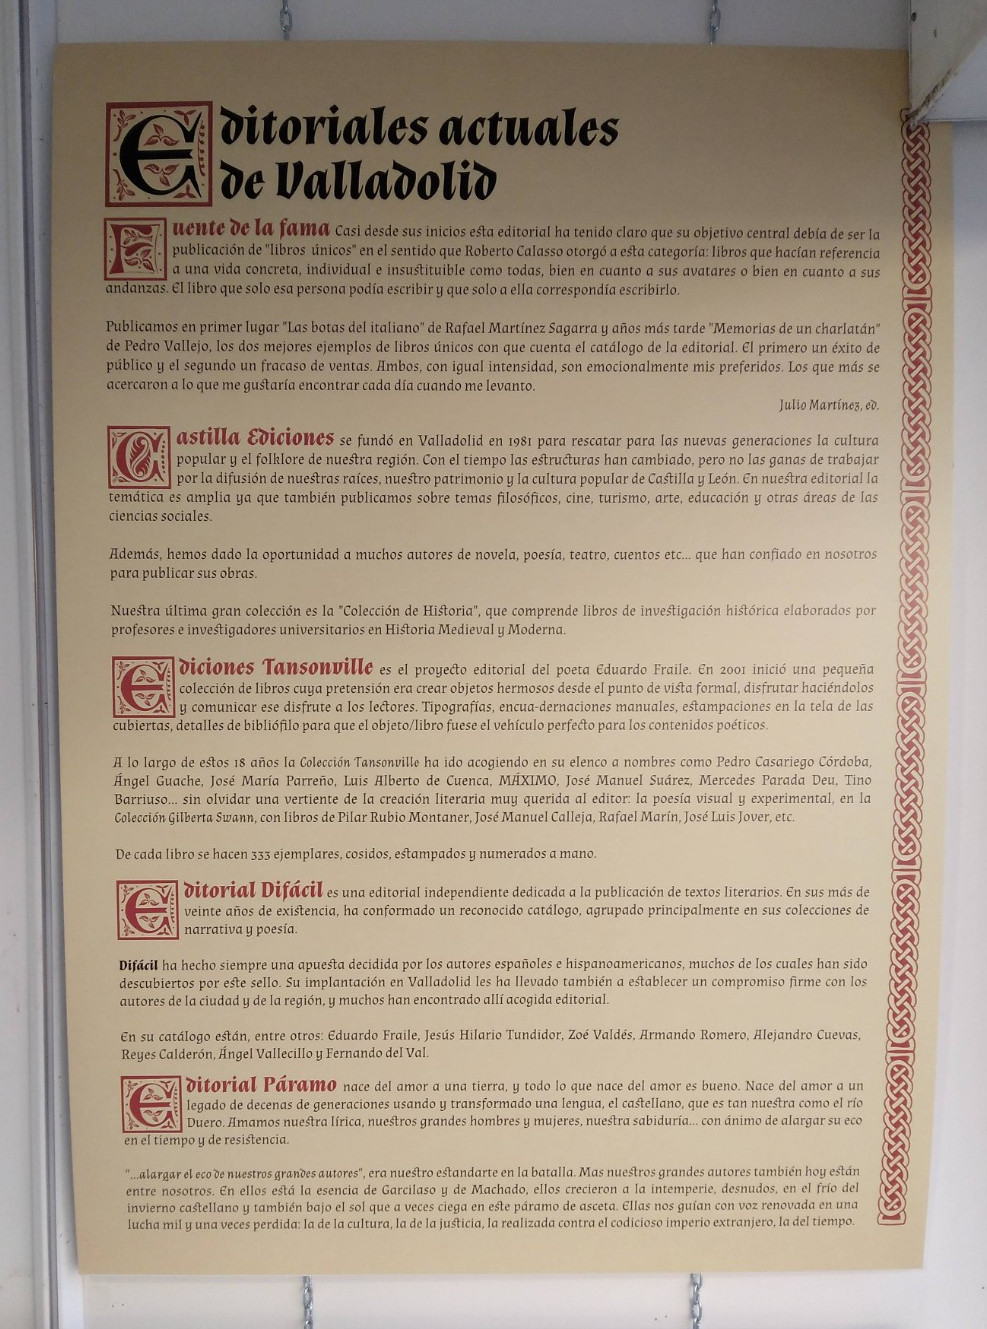 Editoriales actuales
de Valladolid
Fuente de la fama Casi desde sus inicios esta editorial ha tenido claro que su objetivo central debía de ser la
publicación de "libros únicos" en el sentido que Roberto Calasso otorgó a esta categoría: libros que hacían referencia
a una vida concreta, individual e insustituible como todas, bien en cuanto a sus avatares o bien en cuanto a sus
andanzas. El libro que solo esa persona podía escribir y que solo a ella correspondía escribirlo.
Publicamos en primer lugar "Las botas del italiano" de Rafael Martínez Sagarra y años más tarde "Memorias de un charlatán"
de Pedro Vallejo, los dos mejores ejemplos de libros únicos con que cuenta el catálogo de la editorial. El primero un éxito de
público y el segundo un fracaso de ventas. Ambos, con igual intensidad, son emocionalmente mis preferidos. Los que más se
acercaron a lo que me gustaría encontrar cada día cuando me levanto.
Julio Martínez, ed.
Castilla Ediciones se fundó en Valladolid en 1981 para rescatar para las nuevas generaciones la cultura
popular y el folklore de nuestra región. Con el tiempo las estructuras han cambiado, pero no las ganas de trabajar
por la difusión de nuestras raíces, nuestro patrimonio y la cultura popular de Castilla y León. En nuestra editorial la
temática es amplia ya que también publicamos sobre temas filosóficos, cine, turismo, arte, educación y otras áreas de las
ciencias sociales.
Además, hemos dado la oportunidad a muchos autores de novela, poesía, teatro, cuentos etc... que han confiado en nosotros
para publicar sus obras.
Nuestra última gran colección es la "Colección de Historia", que comprende libros de investigación histórica elaborados por
profesores e investigadores universitarios en Historia Medieval y Moderna.
Ediciones Tansonville es el proyecto editorial del poeta Eduardo Fraile. En 2001 inició una pequeña
colección de libros cuya pretensión era crear objetos hermosos desde el punto de vista formal, disfrutar haciéndolos
y comunicar ese disfrute a los lectores. Tipografías, encua-dernaciones manuales, estampaciones en la tela de las
cubiertas, detalles de bibliófilo para que el objeto/libro fuese el vehículo perfecto para los contenidos poéticos.
A lo largo de estos 18 años la Colección Tansonville ha ido acogiendo en su elenco a nombres como Pedro Casariego Córdoba,
Ángel Guache, José María Parreño, Luis Alberto de Cuenca, MÁXIMO, José Manuel Suárez, Mercedes Parada Deu, Tino
Barriuso... sin olvidar una vertiente de la creación literaria muy querida al editor: la poesía visual y experimental, en la
Colección Gilberta Swann, con libros de Pilar Rubio Montaner, José Manuel Calleja, Rafael Marín, José Luis Jover, etc.
De cada libro se hacen 333 ejemplares, cosidos, estampados y numerados a mano.
Editorial Difácil es una editorial independiente dedicada a la publicación de textos literarios. En sus más de
veinte años de existencia, ha conformado un reconocido catálogo, agrupado principalmente en sus colecciones de
narrativa y poesía.
Difácil ha hecho siempre una apuesta decidida por los autores españoles e hispanoamericanos, muchos de los cuales han sido
descubiertos por este sello. Su implantación en Valladolid les ha llevado también a establecer un compromiso firme con los
autores de la ciudad y de la región, y muchos han encontrado allí acogida editorial.
En su catálogo están, entre otros: Eduardo Fraile, Jesús Hilario Tundidor, Zoé Valdés, Armando Romero, Alejandro Cuevas,
Reyes Calderón, Ángel Vallecillo y Fernando del Val.
Editorial Páramo nace del amor a una tierra, y todo lo que nace del amor es bueno. Nace del amor a un
legado de decenas de generaciones usando y transformado una lengua, el castellano, que es tan nuestra como el río
Duero. Amamos nuestra lírica, nuestros grandes hombres y mujeres, nuestra sabiduría... con ánimo de alargar su eco
en el tiempo y de resistencia.
"...alargar el eco de nuestros grandes autores", era nuestro estandarte en la batalla. Mas nuestros grandes autores también hoy están
entre nosotros. En ellos está la esencia de Garcilaso y de Machado, ellos crecieron a la intemperie, desnudos, en el frío del
invierno castellano y también bajo el sol que a veces ciega en este páramo de asceta. Ellas nos guían con voz renovada en una
lucha mil y una veces perdida: la de la cultura, la de la justicia, la realizada contra el codicioso imperio extranjero, la del tiempo.